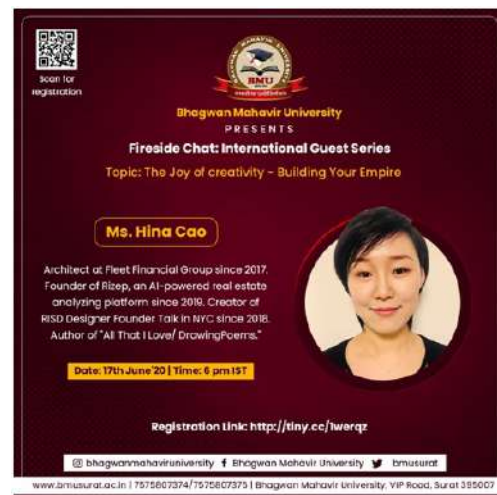 Scan for
registration
BHAGWAN MAHAVIR UNIVERSITY
BMU
Bhagwan Mahavir University
PRESENTS
Fireside Chat: International Guest Series
Topic: The Joy of creativity - Building Your Empire
Ms. Hina Cao
Architect at Fleet Financial Group since 2017.
Founder of Rizep, an AI-powered real estate
analyzing platform since 2019. Creator of
RISD Designer Founder Talk in NYC since 2018.
Author of "All That I Love/ DrawingPoems."
Date: 17th June'20 | Time: 6 pm IST
Registration Link: http://tiny.cc/1werqz
bhagwanmahaviruniversity Bhagwan Mahavir University bmusurat
www.bmusurat.ac.in | 7575807374/7575807375 | Bhagwan Mahavir University, VIP Road, Surat 395007